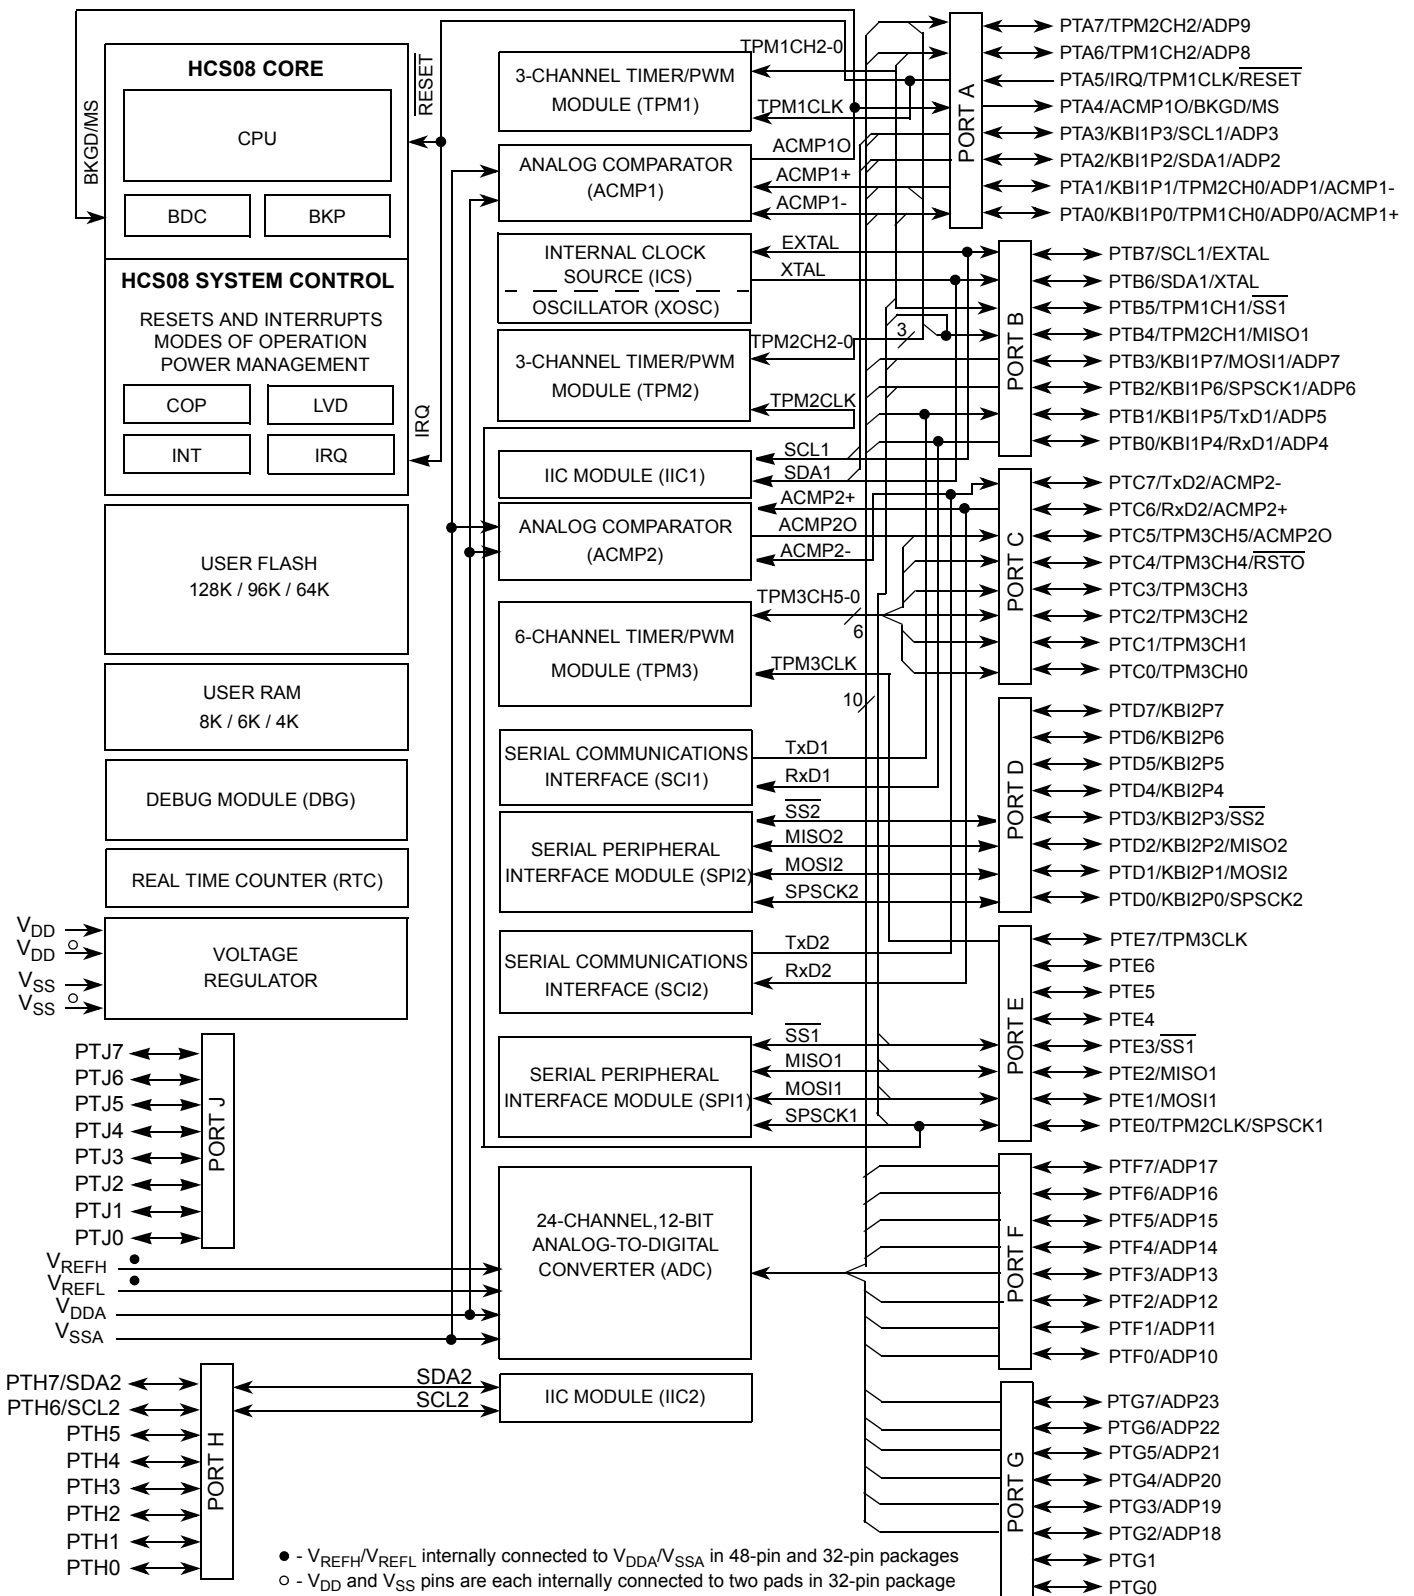 HCS08 CORE
CPU
BDC
BKP
BKGD/MS
RESET
HCS08 SYSTEM CONTROL
RESETS AND INTERRUPTS
MODES OF OPERATION
POWER MANAGEMENT
COP
LVD
INT
IRQ
IRQ
USER FLASH
128K / 96K / 64K
USER RAM
8K / 6K / 4K
DEBUG MODULE (DBG)
REAL TIME COUNTER (RTC)
VDD
VDD
VSS
VSS
VOLTAGE
REGULATOR
PTJ7
PTJ6
PTJ5
PTJ4
PTJ3
PTJ2
PTJ1
PTJ0
PORT J
VREFH
VREFL
VDDA
VSSA
PTH7/SDA2
PTH6/SCL2
PTH5
PTH4
PTH3
PTH2
PTH1
PTH0
PORT H
3-CHANNEL TIMER/PWM
MODULE (TPM1)
TPM1CH2-0
TPM1CLK
ANALOG COMPARATOR
(ACMP1)
ACMP1O
ACMP1+
ACMP1-
INTERNAL CLOCK
SOURCE (ICS)
OSCILLATOR (XOSC)
EXTAL
XTAL
3-CHANNEL TIMER/PWM
MODULE (TPM2)
TPM2CH2-0
3
TPM2CLK
IIC MODULE (IIC1)
SCL1
SDA1
ANALOG COMPARATOR
(ACMP2)
ACMP2+
ACMP2O
ACMP2-
6-CHANNEL TIMER/PWM
MODULE (TPM3)
TPM3CH5-0
6
TPM3CLK
10
SERIAL COMMUNICATIONS
INTERFACE (SCI1)
TxD1
RxD1
SERIAL PERIPHERAL
INTERFACE MODULE (SPI2)
SS2
MISO2
MOSI2
SPSCK2
SERIAL COMMUNICATIONS
INTERFACE (SCI2)
TxD2
RxD2
SERIAL PERIPHERAL
INTERFACE MODULE (SPI1)
SS1
MISO1
MOSI1
SPSCK1
24-CHANNEL,12-BIT
ANALOG-TO-DIGITAL
CONVERTER (ADC)
IIC MODULE (IIC2)
SDA2
SCL2
PORT A
PTA7/TPM2CH2/ADP9
PTA6/TPM1CH2/ADP8
PTA5/IRQ/TPM1CLK/RESET
PTA4/ACMP1O/BKGD/MS
PTA3/KBI1P3/SCL1/ADP3
PTA2/KBI1P2/SDA1/ADP2
PTA1/KBI1P1/TPM2CH0/ADP1/ACMP1-
PTA0/KBI1P0/TPM1CH0/ADP0/ACMP1+
PORT B
PTB7/SCL1/EXTAL
PTB6/SDA1/XTAL
PTB5/TPM1CH1/SS1
PTB4/TPM2CH1/MISO1
PTB3/KBI1P7/MOSI1/ADP7
PTB2/KBI1P6/SPSCK1/ADP6
PTB1/KBI1P5/TxD1/ADP5
PTB0/KBI1P4/RxD1/ADP4
PORT C
PTC7/TxD2/ACMP2-
PTC6/RxD2/ACMP2+
PTC5/TPM3CH5/ACMP2O
PTC4/TPM3CH4/RSTO
PTC3/TPM3CH3
PTC2/TPM3CH2
PTC1/TPM3CH1
PTC0/TPM3CH0
PORT D
PTD7/KBI2P7
PTD6/KBI2P6
PTD5/KBI2P5
PTD4/KBI2P4
PTD3/KBI2P3/SS2
PTD2/KBI2P2/MISO2
PTD1/KBI2P1/MOSI2
PTD0/KBI2P0/SPSCK2
PORT E
PTE7/TPM3CLK
PTE6
PTE5
PTE4
PTE3/SS1
PTE2/MISO1
PTE1/MOSI1
PTE0/TPM2CLK/SPSCK1
PORT F
PTF7/ADP17
PTF6/ADP16
PTF5/ADP15
PTF4/ADP14
PTF3/ADP13
PTF2/ADP12
PTF1/ADP11
PTF0/ADP10
PORT G
PTG7/ADP23
PTG6/ADP22
PTG5/ADP21
PTG4/ADP20
PTG3/ADP19
PTG2/ADP18
PTG1
PTG0
● - VREFH/VREFL internally connected to VDDA/VSSA in 48-pin and 32-pin packages
○ - VDD and VSS pins are each internally connected to two pads in 32-pin package